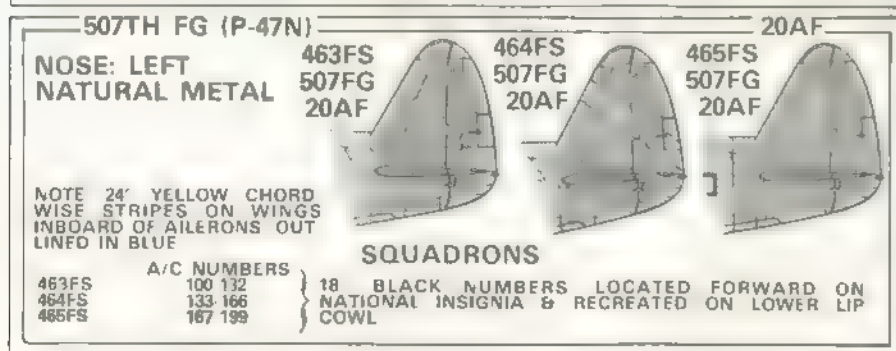 507TH FG (P-47N)
20AF
NOSE: LEFT
NATURAL METAL
463FS
507FG
20AF
464FS
507FG
20AF
465FS
507FG
20AF
NOTE 24" YELLOW CHORD
WISE STRIPES ON WINGS
INBOARD OF AILERONS OUT
LINED IN BLUE
SQUADRONS
A/C NUMBERS
463FS 100 132
464FS 133-166
465FS 167 199
18 BLACK NUMBERS LOCATED FORWARD ON
NATIONAL INSIGNIA & RECREATED ON LOWER LIP
COWL